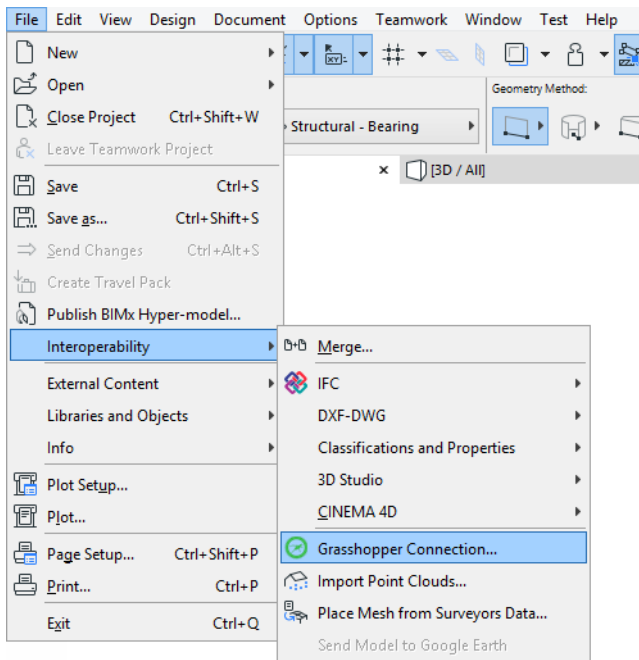 File Edit View Design Document Options Teamwork Window Test Help
New
Open
Geometry Method:
Close Project Ctrl+Shift+W
Structural - Bearing
Leave Teamwork Project
[3D / All]
Save Ctrl+S
Save as... Ctrl+Shift+S
Send Changes Ctrl+Alt+S
Create Travel Pack
Publish BIMx Hyper-model...
Interoperability
Merge...
External Content
IFC
Libraries and Objects
DXF-DWG
Info
Classifications and Properties
Plot Setup...
3D Studio
Plot...
CINEMA 4D
Page Setup... Ctrl+Shift+P
Grasshopper Connection...
Print... Ctrl+P
Import Point Clouds...
Exit Ctrl+Q
Place Mesh from Surveyors Data...
Send Model to Google Earth